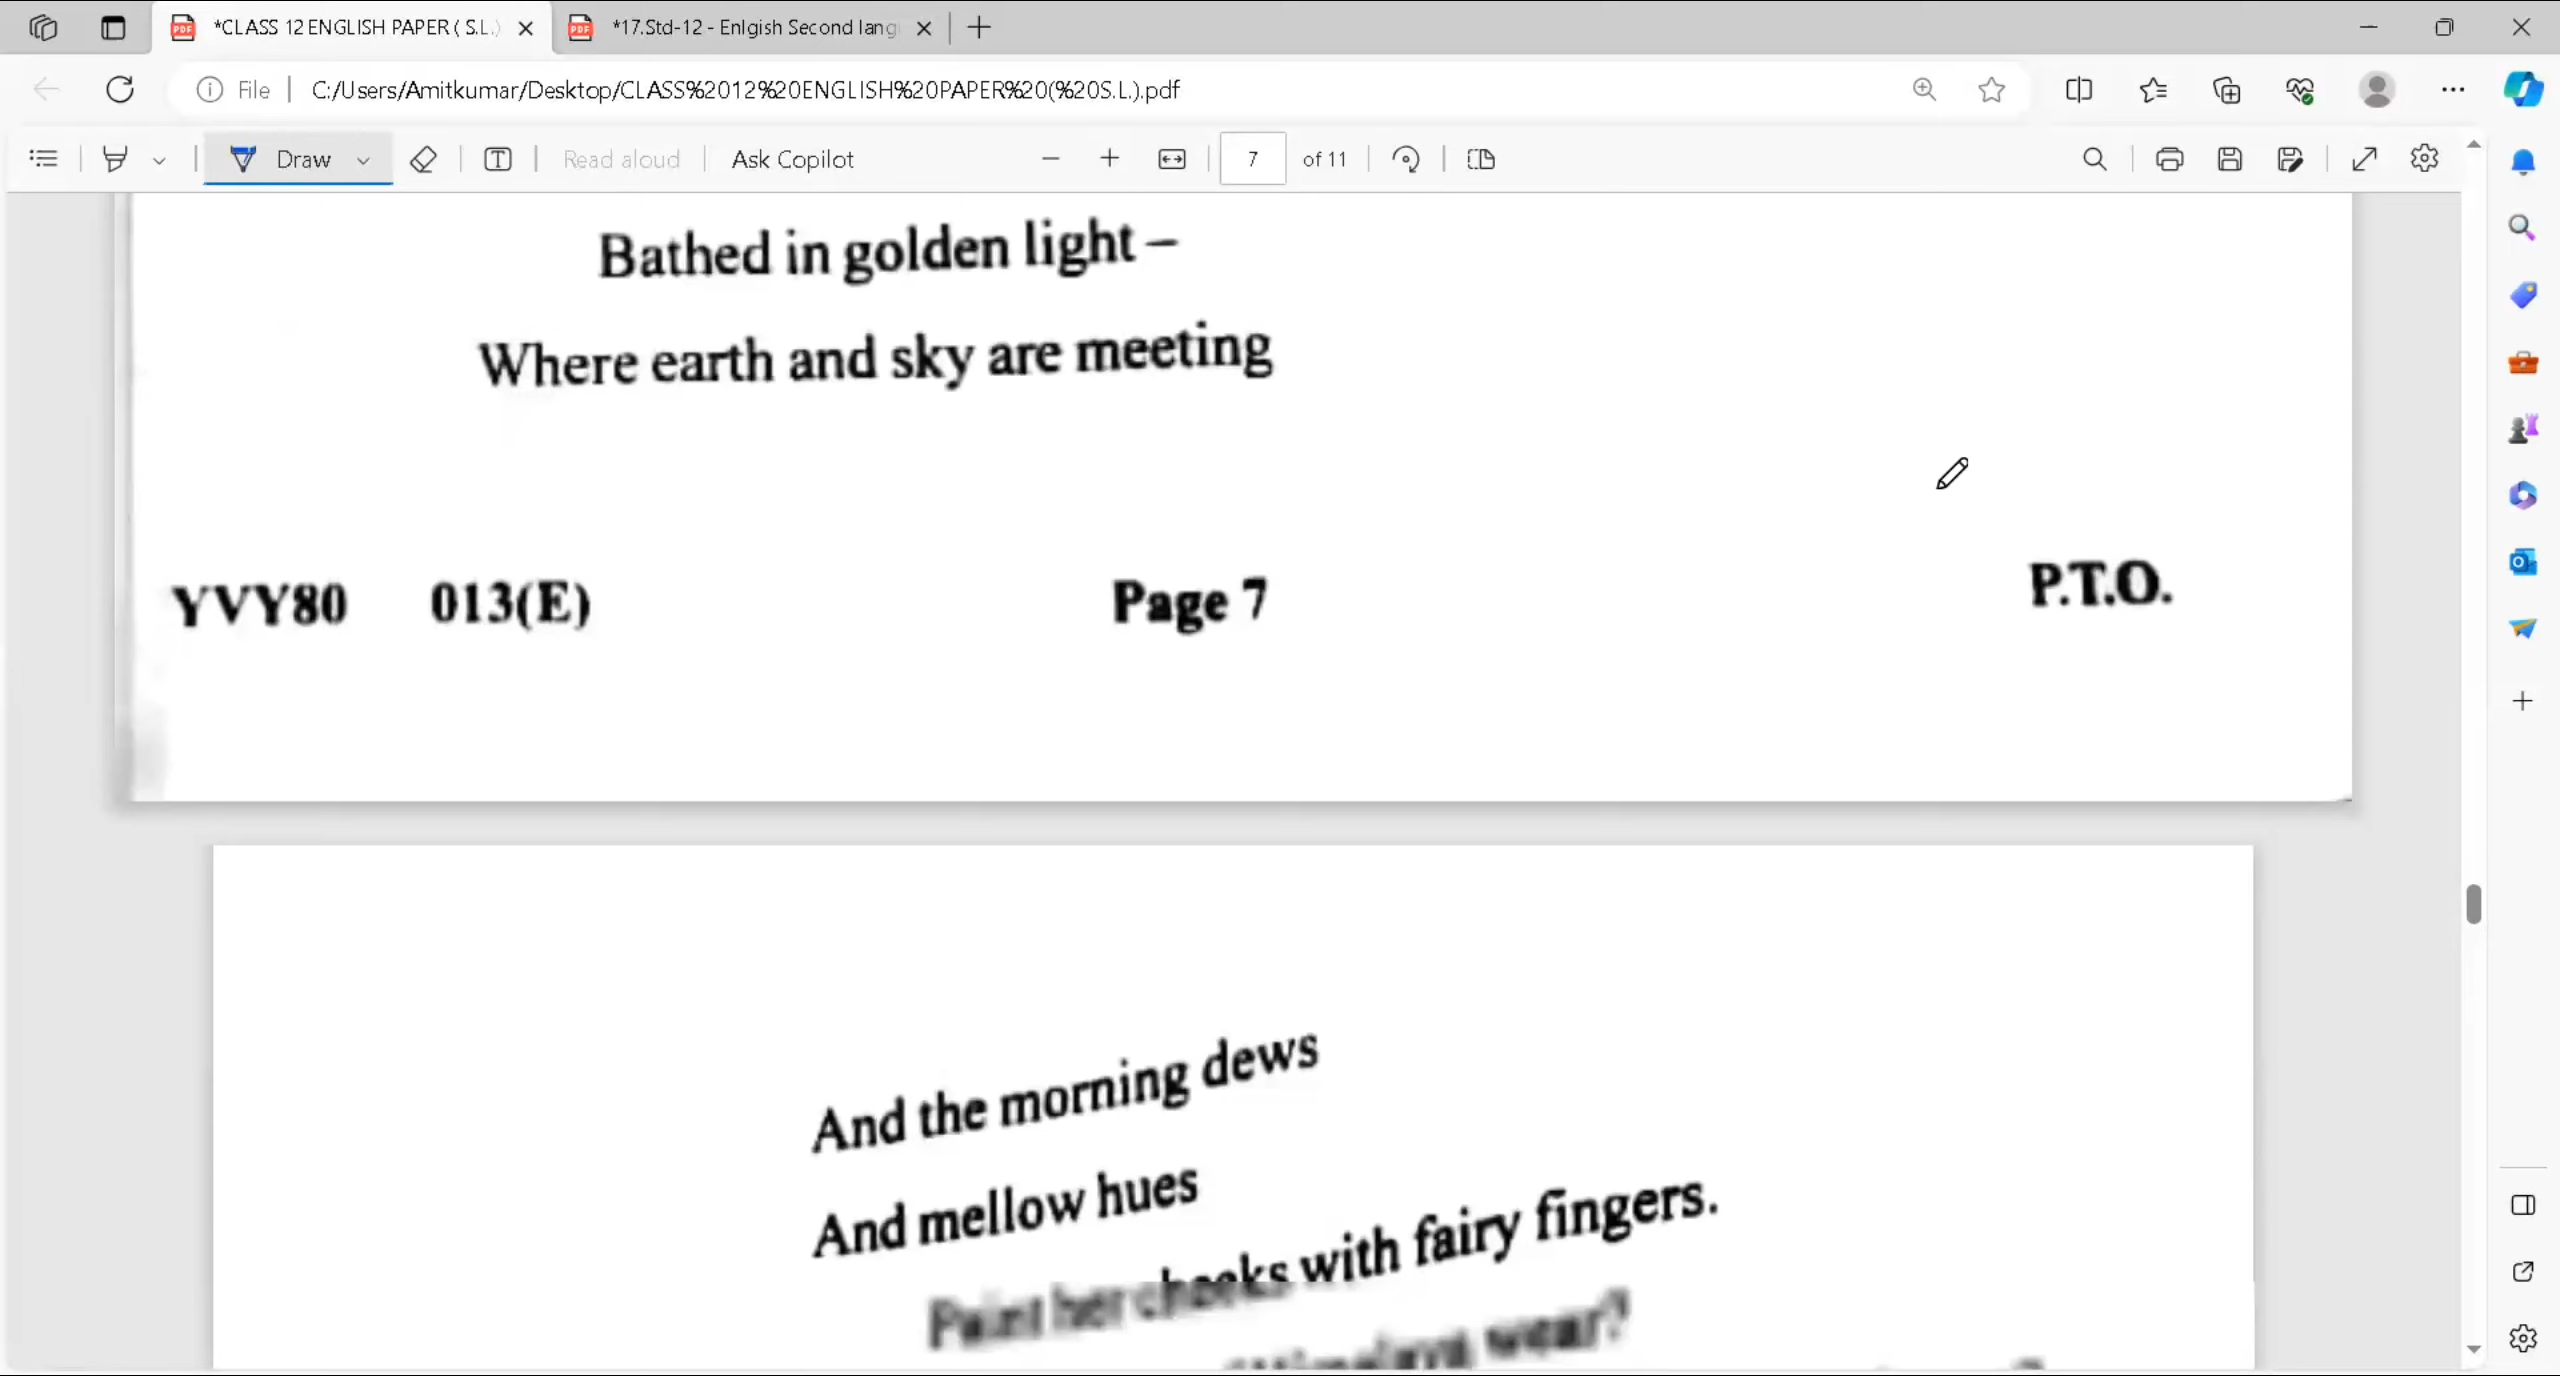 *CLASS 12 ENGLISH PAPER ( S.L.)
*17.Std-12 - Enlgish Second lang
File
C:/Users/Amitkumar/Desktop/CLASS%2012%20ENGLISH%20PAPER%20(%20S.L.).pdf
Draw
Read aloud
Ask Copilot
7 of 11
Bathed in golden light –
Where earth and sky are meeting
YVY80 013(E) Page 7 P.T.O.
And the morning dews
And mellow hues
Paint her cheeks with fairy fingers.
wear?